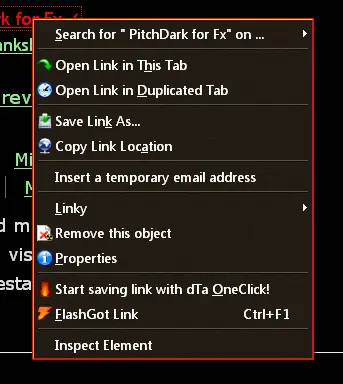 rk for Fx
Search for " PitchDark for Fx" on ...
anksl
Open Link in This Tab
Open Link in Duplicated Tab
rev
Save Link As...
Copy Link Location
Mi
Insert a temporary email address
N
Linky
d m
Remove this object
vis
Properties
esta
Start saving link with dTa OneClick!
FlashGot Link Ctrl+F1
Inspect Element